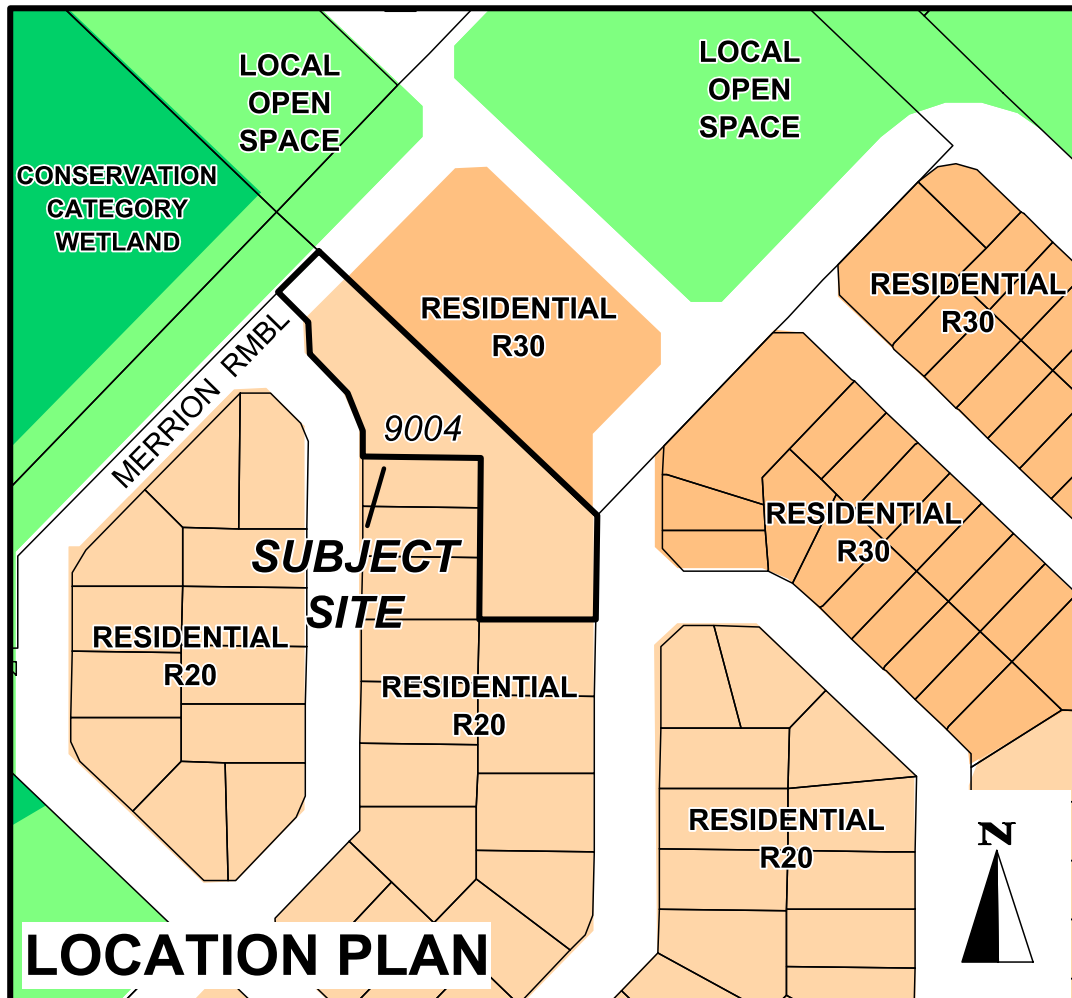 LOCAL
OPEN
SPACE
LOCAL
OPEN
SPACE
CONSERVATION
CATEGORY
WETLAND
RESIDENTIAL
R30
RESIDENTIAL
R30
MERRION RMBL
9004
RESIDENTIAL
R30
SUBJECT
SITE
RESIDENTIAL
R20
RESIDENTIAL
R20
RESIDENTIAL
R20
N
LOCATION PLAN